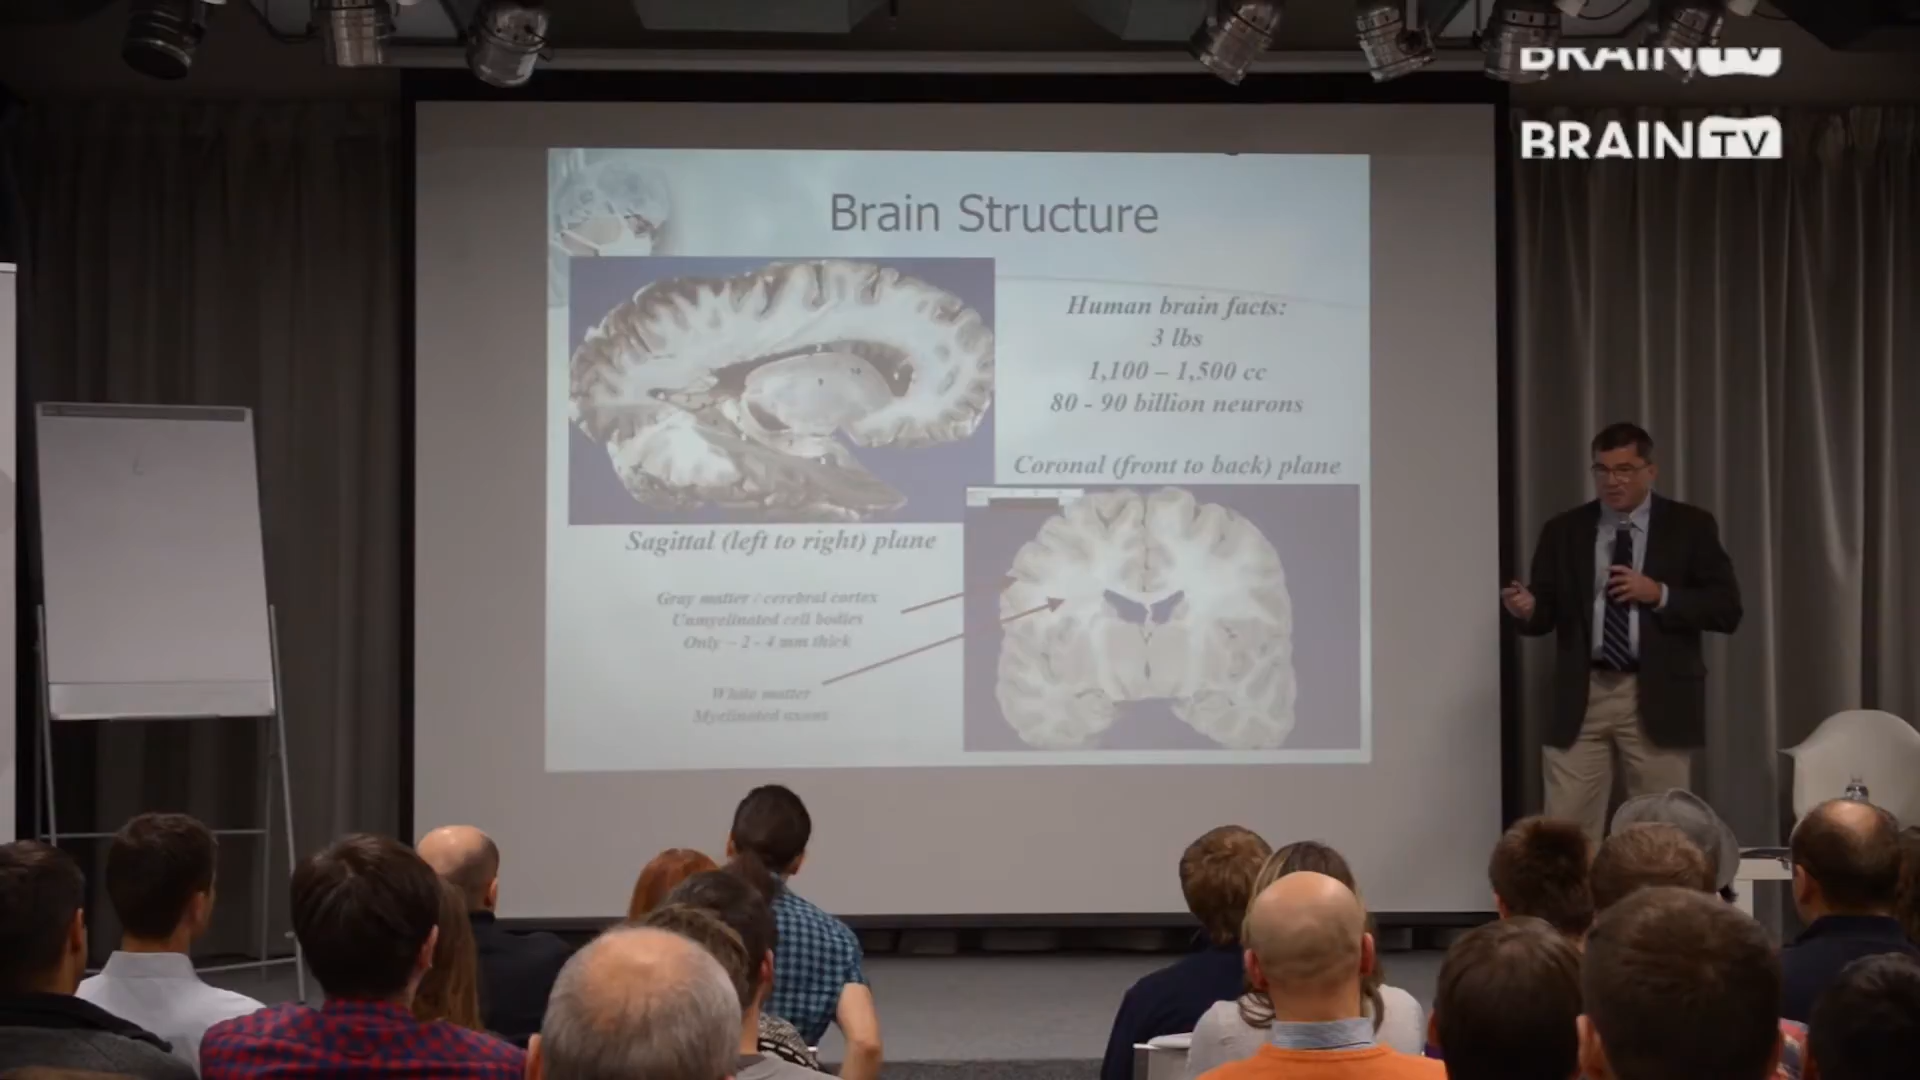 BRAINTV
BRAINTV
Brain Structure
Human brain facts:
3 lbs
1,100 – 1,500 cc
80 - 90 billion neurons
Coronal (front to back) plane
Sagittal (left to right) plane
Gray matter / cerebral cortex
Unmyelinated cell bodies
Only ~ 2 - 4 mm thick
White matter
Myelinated axons